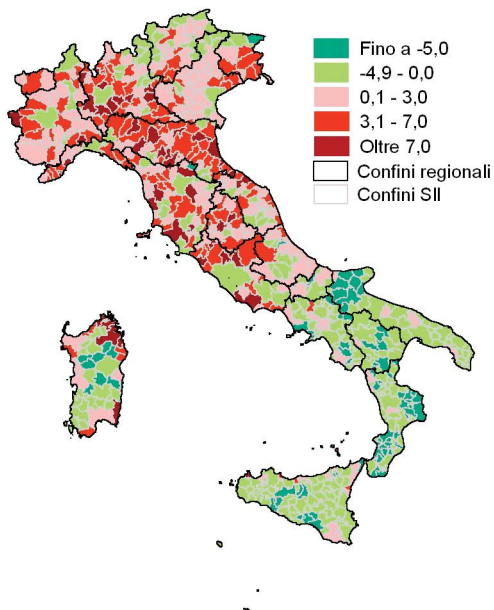 Fino a -5,0
-4,9 - 0,0
0,1 - 3,0
3,1 - 7,0
Oltre 7,0
Confini regionali
Confini Sll